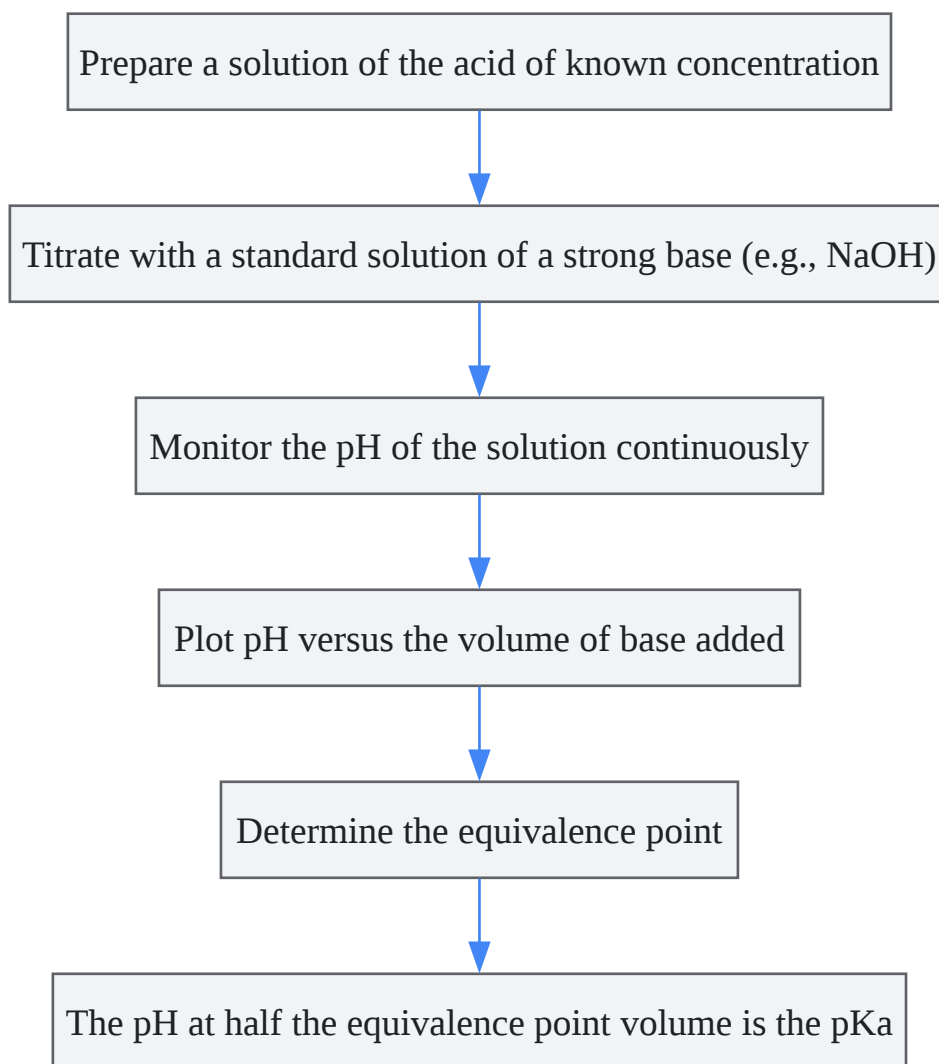 Prepare a solution of the acid of known concentration
Titrate with a standard solution of a strong base (e.g., NaOH)
Monitor the pH of the solution continuously
Plot pH versus the volume of base added
Determine the equivalence point
The pH at half the equivalence point volume is the pKa